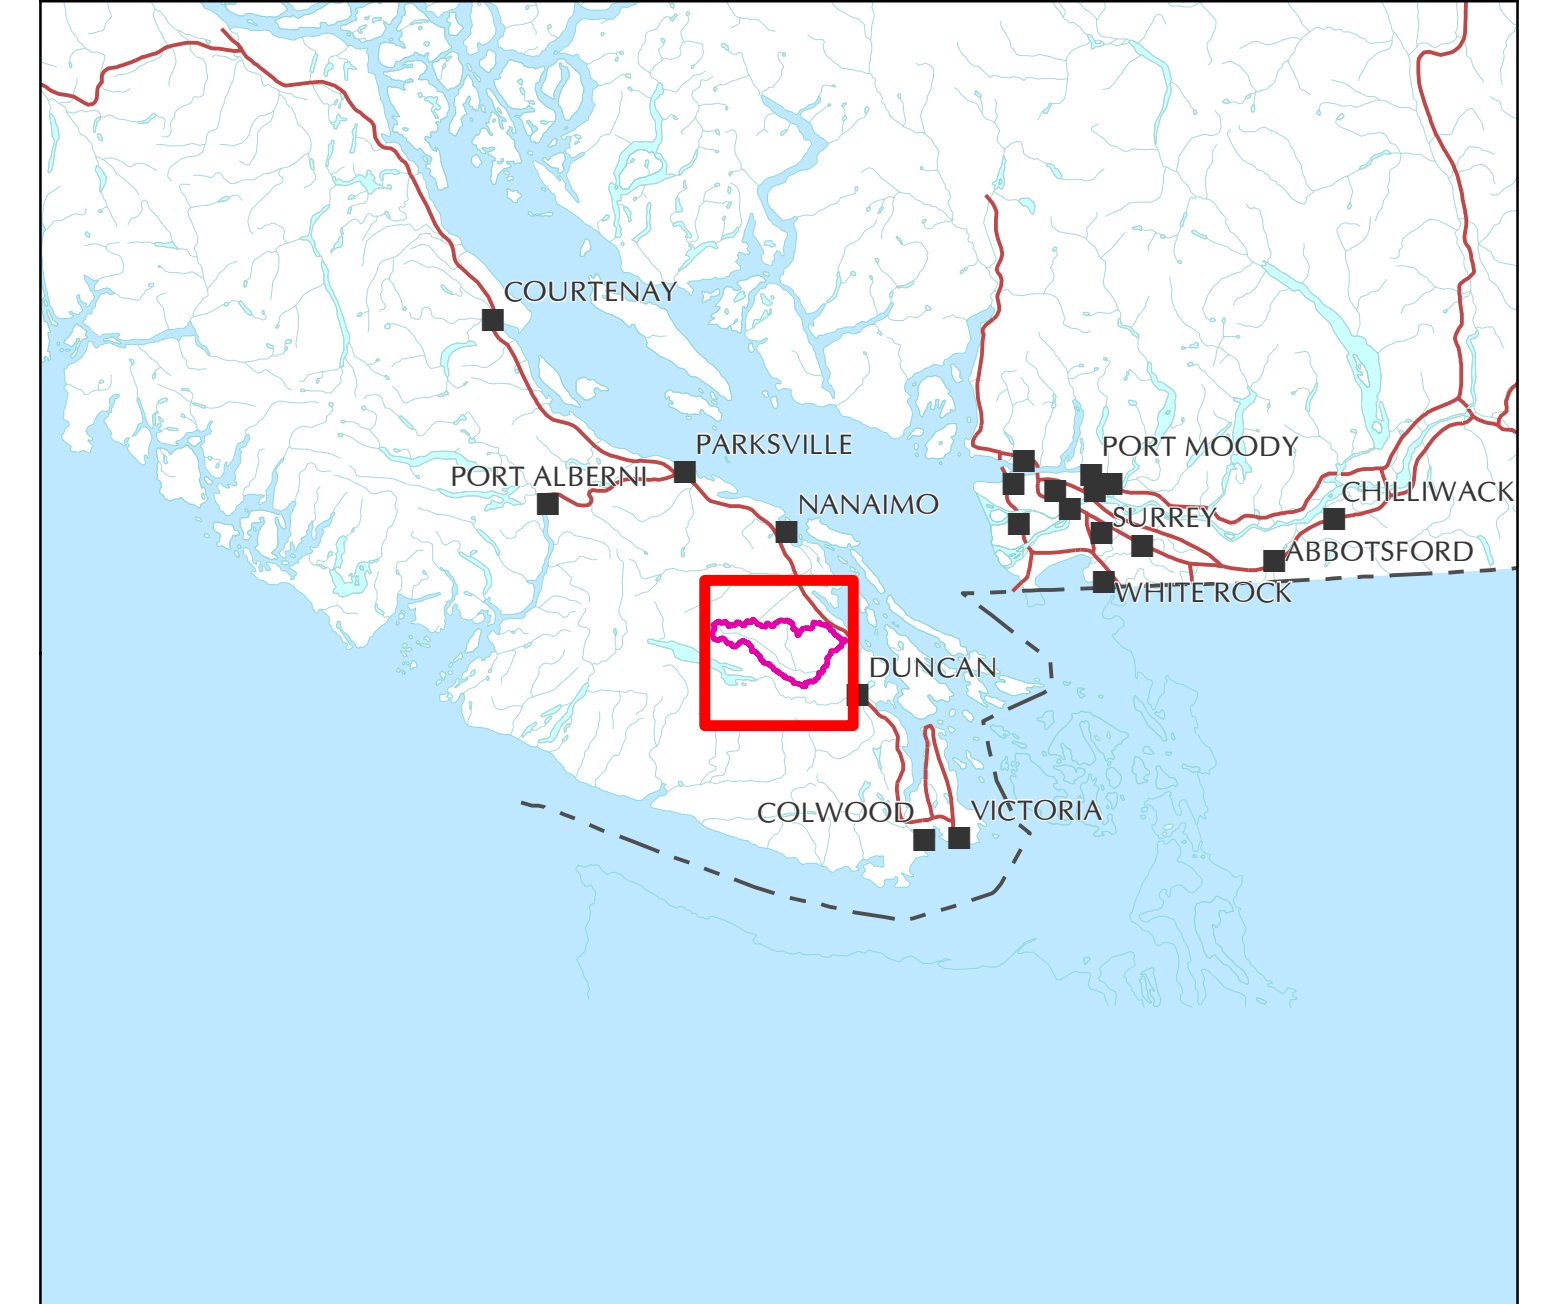 COURTENAY
PARKSVILLE
PORT MOODY
PORT ALBERNI
CHILLIWACK
NANAIMO
SURREY
ABBOTSFORD
WHITE ROCK
DUNCAN
COLWOOD
VICTORIA